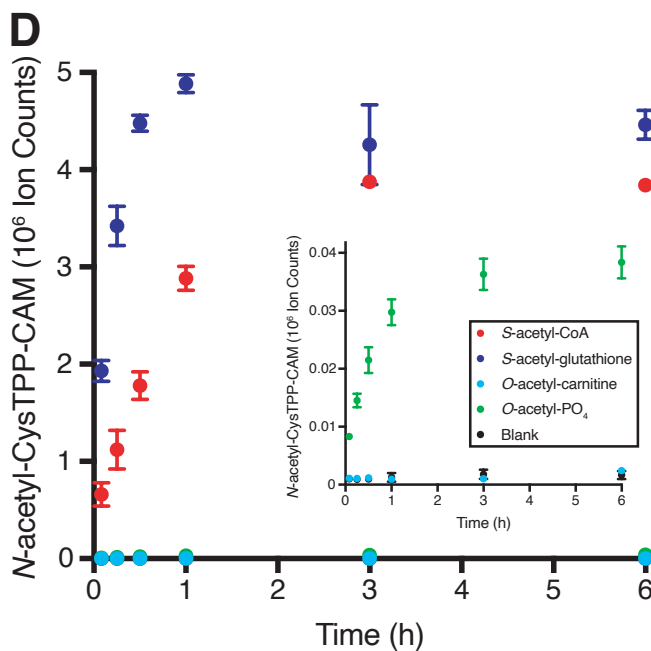 D
N-acetyl-CysTPP-CAM (10⁶ Ion Counts)
5
4
3
2
1
0
0 1 2 3 4 5 6
Time (h)
N-acetyl-CysTPP-CAM (10⁶ Ion Counts)
0.04
0.03
0.02
0.01
0
0 1 2 3 4 5 6
Time (h)
S-acetyl-CoA
S-acetyl-glutathione
O-acetyl-carnitine
O-acetyl-PO₄
Blank